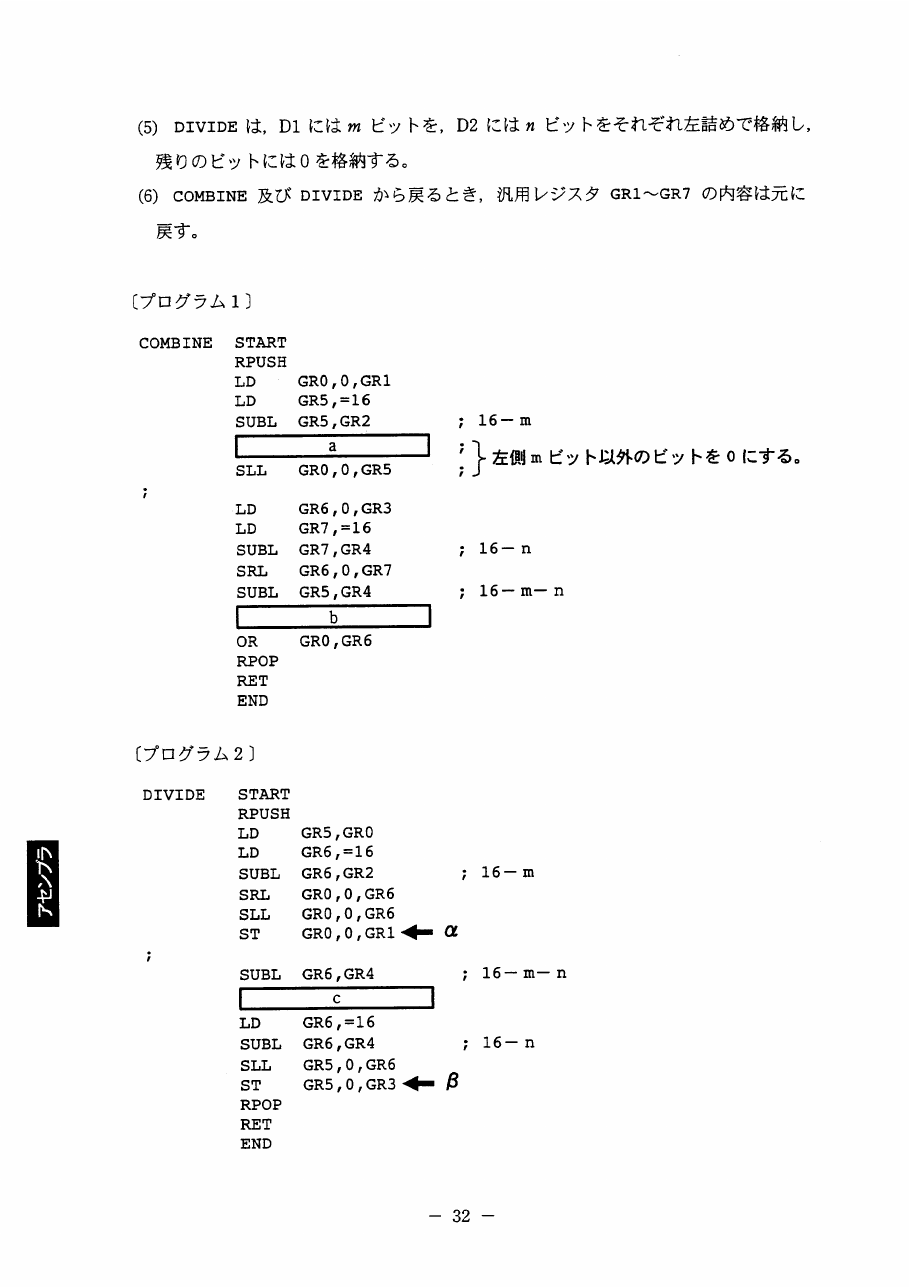 (5) DIVIDE は，D1 には m ビットを，D2 には n ビットをそれぞれ左詰めで格納し，
残りのビットには0を格納する。
(6) COMBINE 及び DIVIDE から戻るとき，汎用レジスタ GR1～GR7 の内容は元に
戻す。
〔プログラム1〕
COMBINE START
RPUSH
LD GR0,0,GR1
LD GR5,=16
SUBL GR5,GR2 ; 16－m
a ;
SLL GR0,0,GR5 ; 左側mビット以外のビットを0にする。
;
LD GR6,0,GR3
LD GR7,=16
SUBL GR7,GR4 ; 16－n
SRL GR6,0,GR7
SUBL GR5,GR4 ; 16－m－n
b
OR GR0,GR6
RPOP
RET
END
〔プログラム2〕
DIVIDE START
RPUSH
LD GR5,GR0
LD GR6,=16
SUBL GR6,GR2 ; 16－m
SRL GR0,0,GR6
SLL GR0,0,GR6
ST GR0,0,GR1 ← α
;
SUBL GR6,GR4 ; 16－m－n
c
LD GR6,=16
SUBL GR6,GR4 ; 16－n
SLL GR5,0,GR6
ST GR5,0,GR3 ← β
RPOP
RET
END
アセンブラ
－ 32 －